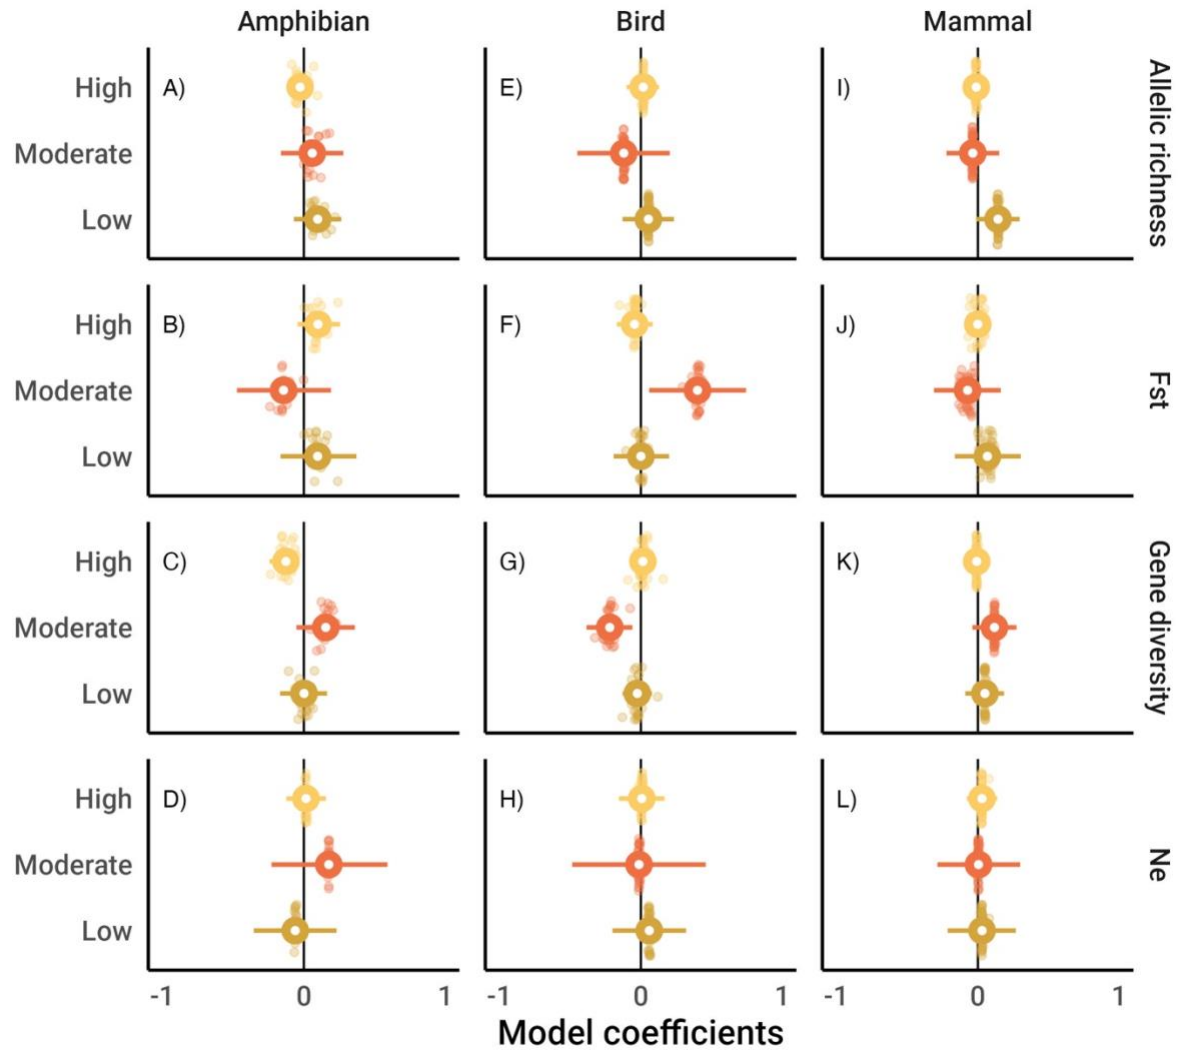 Amphibian Bird Mammal
High A) E) I) Allelic richness
Moderate
Low
High B) F) J) Fst
Moderate
Low
High C) G) K) Gene diversity
Moderate
Low
High D) H) L) Ne
Moderate
Low
-1 0 1 -1 0 1 -1 0 1
Model coefficients